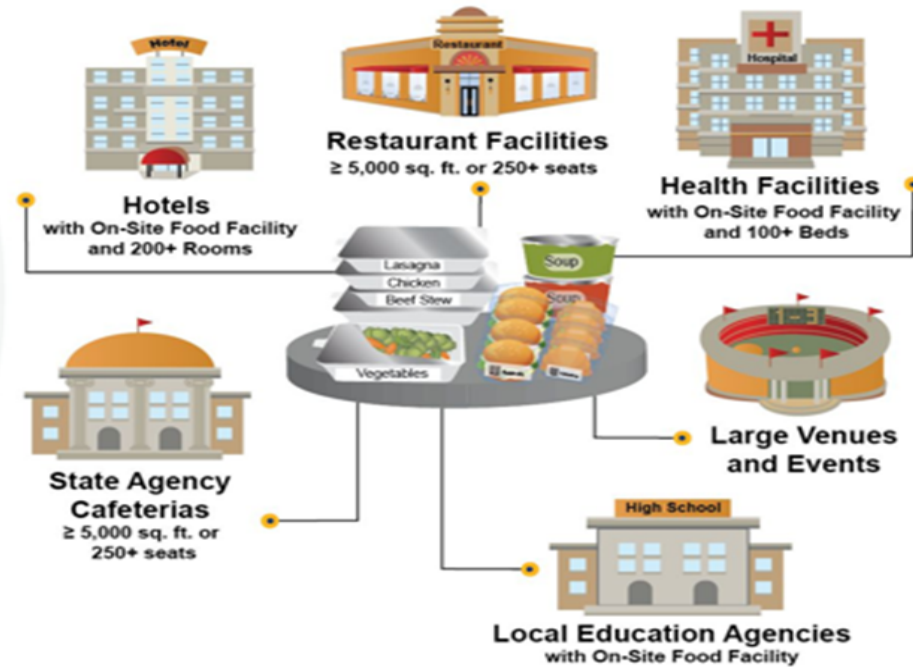 Hotel
Restaurant
Hospital
Restaurant Facilities
≥ 5,000 sq. ft. or 250+ seats
Health Facilities
with On-Site Food Facility
and 100+ Beds
Hotels
with On-Site Food Facility
and 200+ Rooms
Lasagna
Chicken
Beef Stew
Vegetables
Soup
Soup
1-3
Large Venues
and Events
State Agency
Cafeterias
≥ 5,000 sq. ft. or
250+ seats
High School
Local Education Agencies
with On-Site Food Facility